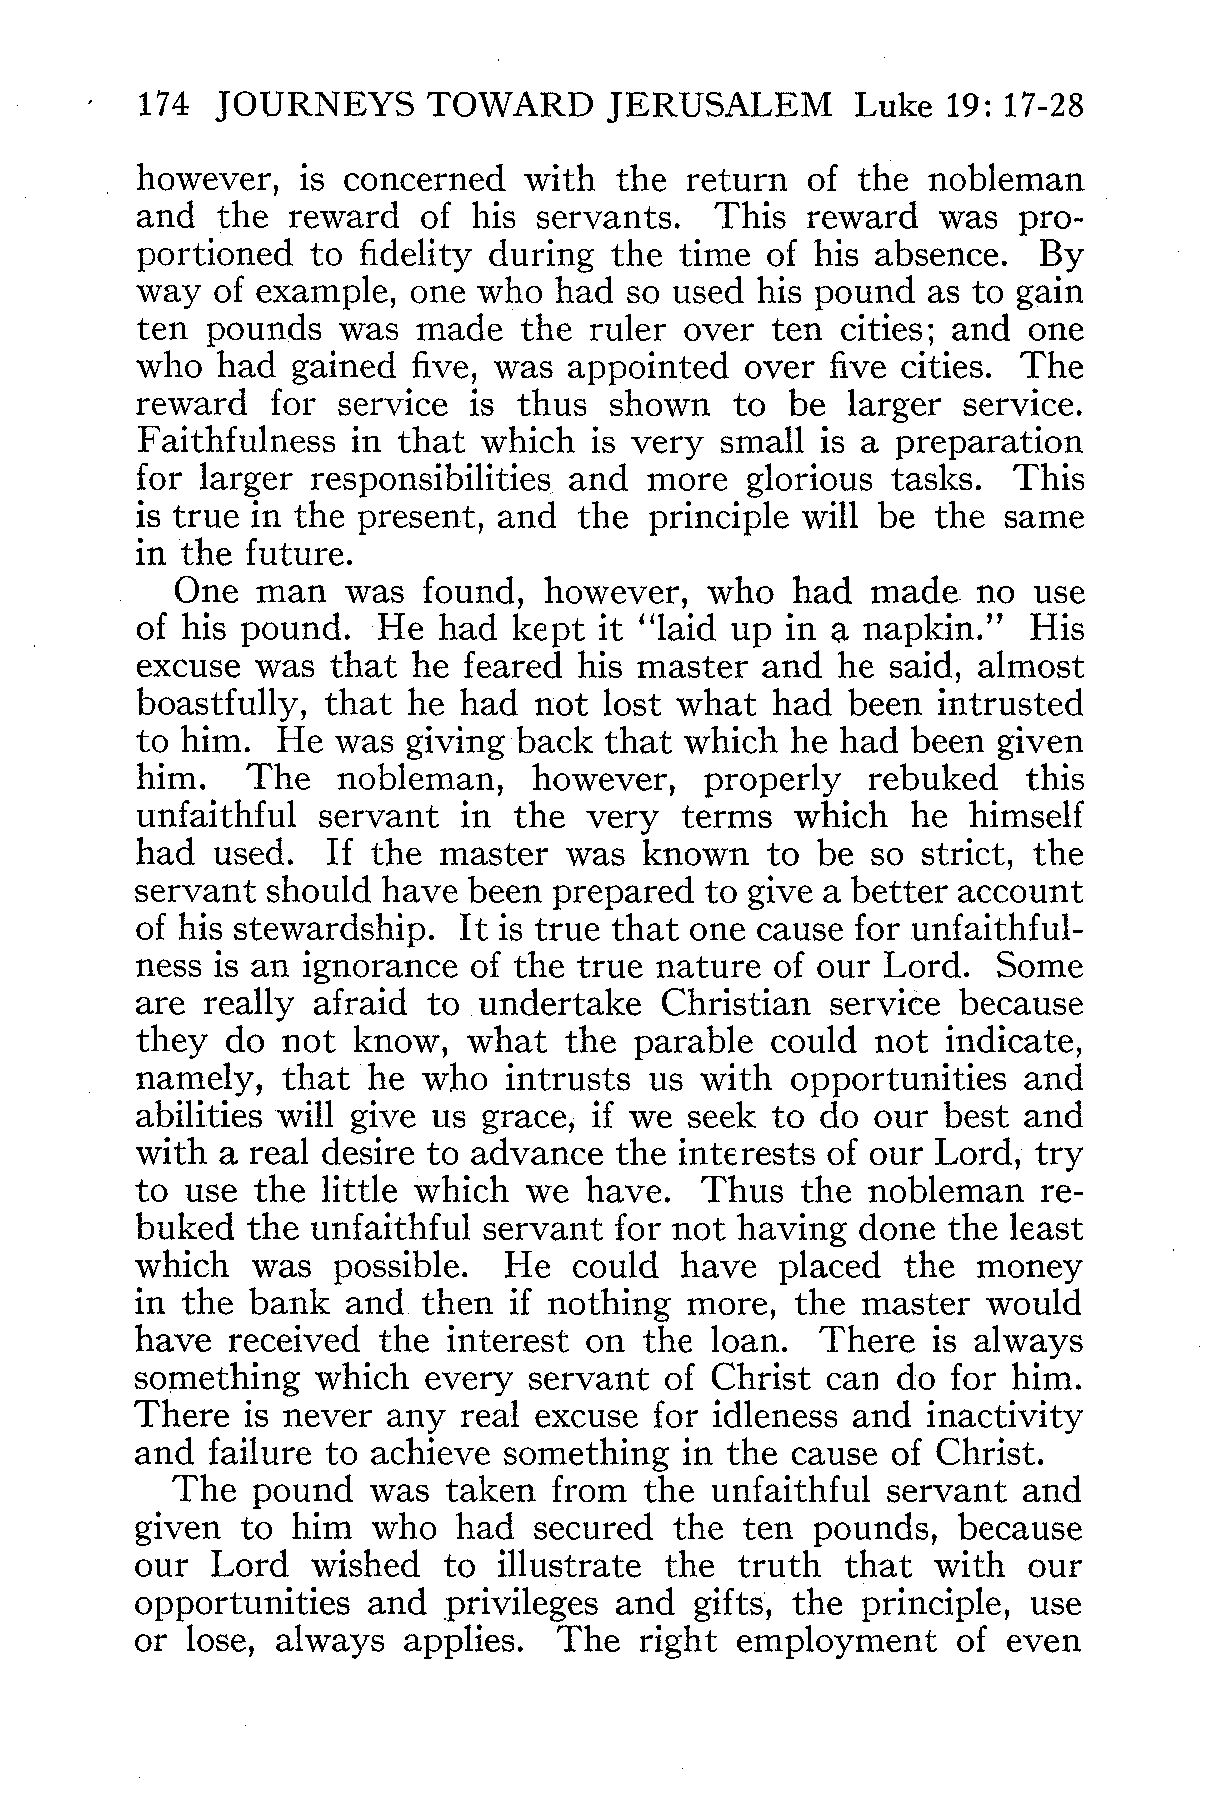 174 JOURNEYS TOWARD JERUSALEM Luke 19: 17-28
however, is concerned with the return of the nobleman
and the reward of his servants. This reward was pro-
portioned to fidelity during the time of his absence. By
way of example, one who had so used his pound as to gain
ten pounds was made the ruler over ten cities; and one
who had gained five, was appointed over five cities. The
reward for service is thus shown to be larger service.
Faithfulness in that which is very small is a preparation
for larger responsibilities and more glorious tasks. This
is true in the present, and the principle will be the same
in the future.
One man was found, however, who had made no use
of his pound. He had kept it “laid up in a napkin.” His
excuse was that he feared his master and he said, almost
boastfully, that he had not lost what had been intrusted
to him. He was giving back that which he had been given
him. The nobleman, however, properly rebuked this
unfaithful servant in the very terms which he himself
had used. If the master was known to be so strict, the
servant should have been prepared to give a better account
of his stewardship. It is true that one cause for unfaithful-
ness is an ignorance of the true nature of our Lord. Some
are really afraid to undertake Christian service because
they do not know, what the parable could not indicate,
namely, that he who intrusts us with opportunities and
abilities will give us grace, if we seek to do our best and
with a real desire to advance the interests of our Lord, try
to use the little which we have. Thus the nobleman re-
buked the unfaithful servant for not having done the least
which was possible. He could have placed the money
in the bank and then if nothing more, the master would
have received the interest on the loan. There is always
something which every servant of Christ can do for him.
There is never any real excuse for idleness and inactivity
and failure to achieve something in the cause of Christ.
The pound was taken from the unfaithful servant and
given to him who had secured the ten pounds, because
our Lord wished to illustrate the truth that with our
opportunities and privileges and gifts, the principle, use
or lose, always applies. The right employment of even